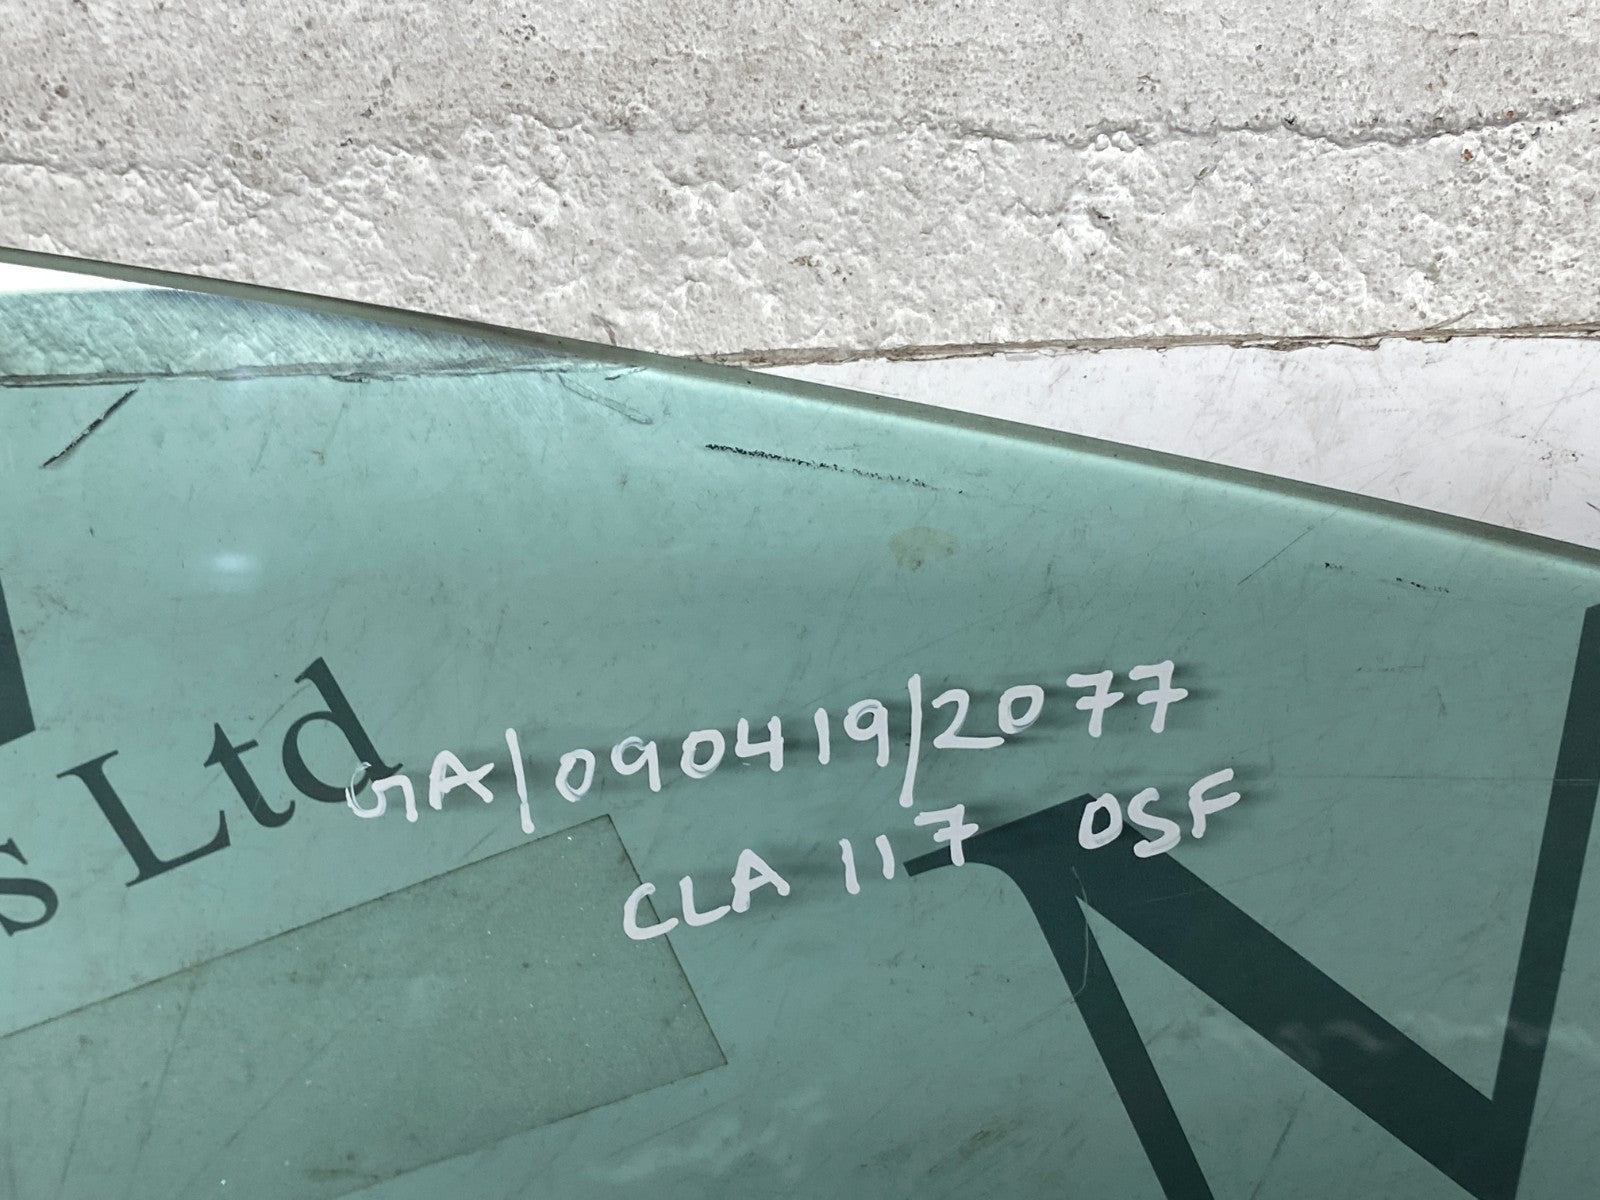 GA/090419/2077
CLA 117 OSF
s Ltd
N